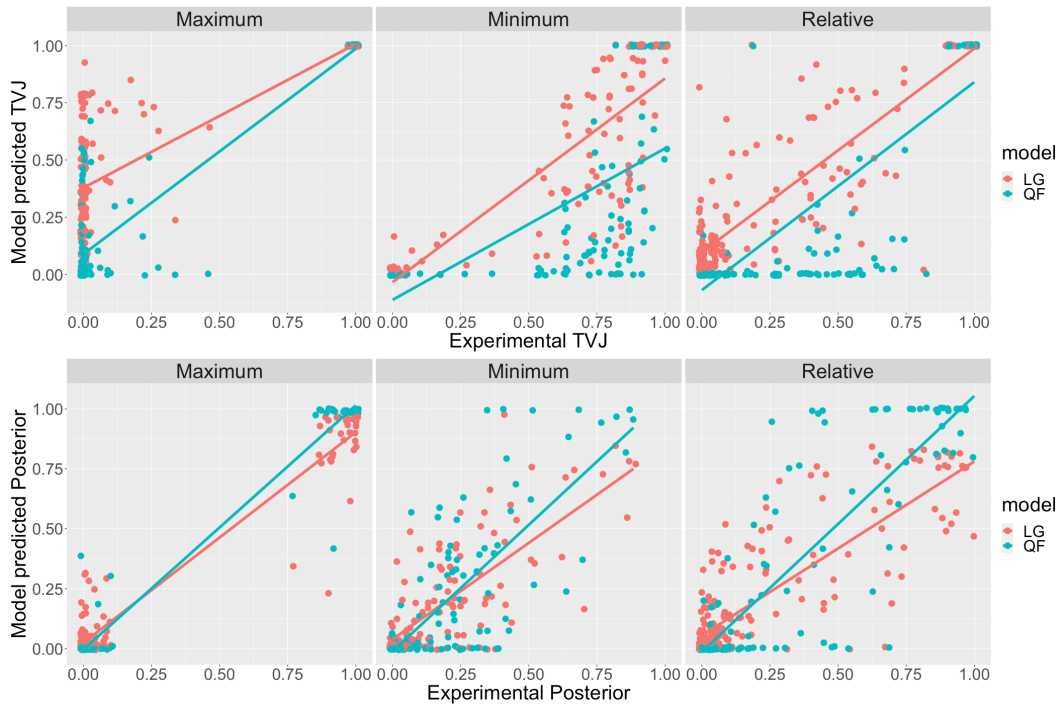 Maximum Minimum Relative
Model predicted TVJ
1.00
0.75
0.50
0.25
0.00
0.00 0.25 0.50 0.75 1.00 0.00 0.25 0.50 0.75 1.00 0.00 0.25 0.50 0.75 1.00
Experimental TVJ
model
LG
QF
Maximum Minimum Relative
Model predicted Posterior
1.00
0.75
0.50
0.25
0.00
0.00 0.25 0.50 0.75 1.00 0.00 0.25 0.50 0.75 1.00 0.00 0.25 0.50 0.75 1.00
Experimental Posterior
model
LG
QF